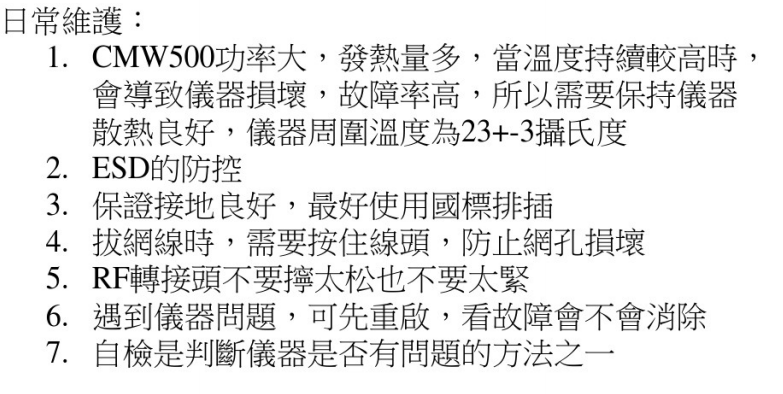 日常維護：
1. CMW500功率大，發熱量多，當溫度持續較高時，
會導致儀器損壞，故障率高，所以需要保持儀器
散熱良好，儀器周圍溫度為23+-3攝氏度
2. ESD的防控
3. 保證接地良好，最好使用國標排插
4. 拔網線時，需要按住線頭，防止網孔損壞
5. RF轉接頭不要擰太松也不要太緊
6. 遇到儀器問題，可先重啟，看故障會不會消除
7. 自檢是判斷儀器是否有問題的方法之一